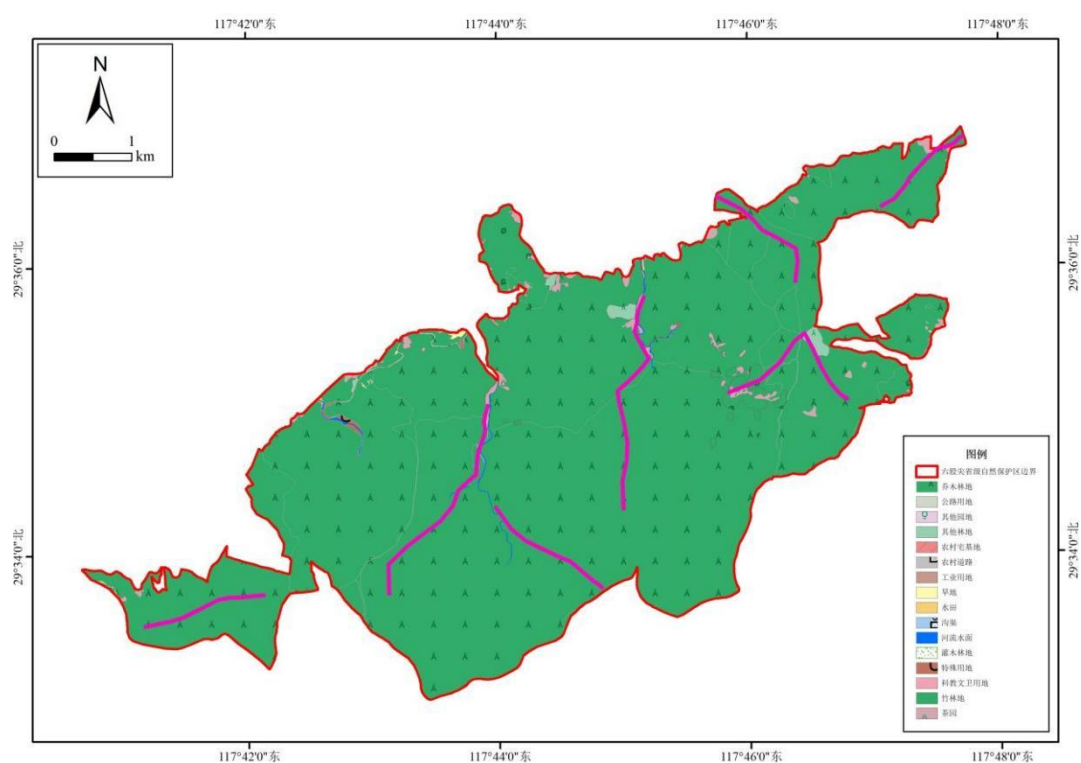 117°42'0"东 117°44'0"东 117°46'0"东 117°48'0"东
N
0 1
km
29°36'0"北 29°36'0"北
29°34'0"北 29°34'0"北
图例
六股尖省级自然保护区边界
乔木林地
公路用地
其他园地
其他林地
农村宅基地
农村道路
工业用地
旱地
水田
沟渠
河流水面
灌木林地
特殊用地
科教文卫用地
竹林地
茶园
117°42'0"东 117°44'0"东 117°46'0"东 117°48'0"东